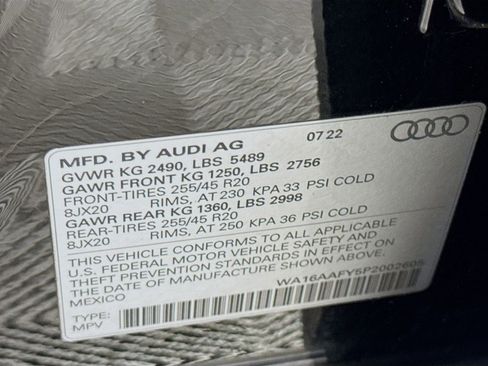 MFD. BY AUDI AG 07 22
GVWR KG 2490, LBS 5489
GAWR FRONT KG 1250, LBS 2756
FRONT-TIRES 255/45 R20
8JX20 RIMS, AT 230 KPA 33 PSI COLD
GAWR REAR KG 1360, LBS 2998
REAR-TIRES 255/45 R20
8JX20 RIMS, AT 250 KPA 36 PSI COLD
THIS VEHICLE CONFORMS TO ALL APPLICABLE
U.S. FEDERAL MOTOR VEHICLE SAFETY AND
THEFT PREVENTION STANDARDS IN EFFECT ON
THE DATE OF MANUFACTURE SHOWN ABOVE.
MEXICO
WA16AAFY5P2002605
TYPE:
MPV